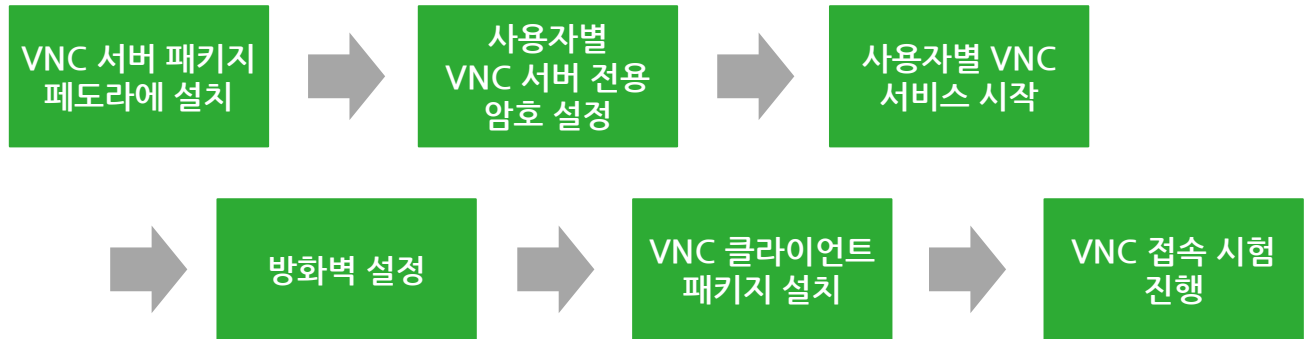 VNC 서버 패키지
페도라에 설치
사용자별
VNC 서버 전용
암호 설정
사용자별 VNC
서비스 시작
방화벽 설정
VNC 클라이언트
패키지 설치
VNC 접속 시험
진행